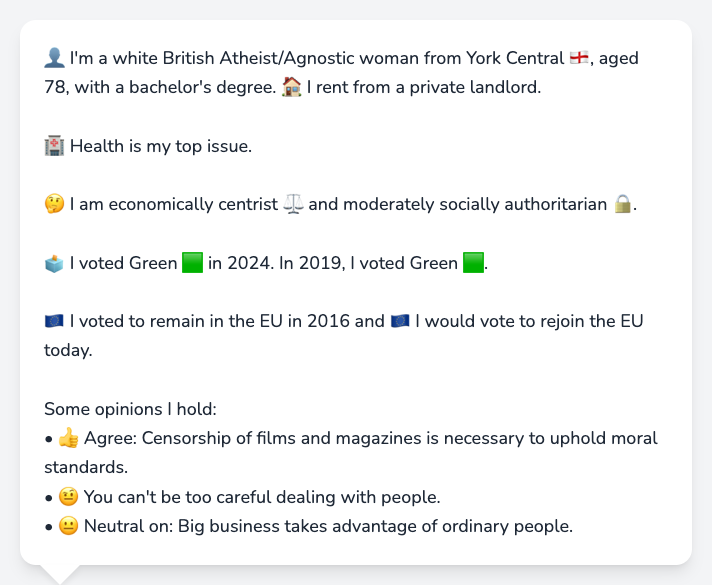 👤 I'm a white British Atheist/Agnostic woman from York Central 🏴󠁧󠁢󠁥󠁮󠁧󠁿, aged
78, with a bachelor's degree. 🏠 I rent from a private landlord.
🏥 Health is my top issue.
🤔 I am economically centrist ⚖️ and moderately socially authoritarian 🔒.
🗳️ I voted Green 🟩 in 2024. In 2019, I voted Green 🟩.
🇪🇺 I voted to remain in the EU in 2016 and 🇪🇺 I would vote to rejoin the EU
today.
Some opinions I hold:
• 👍 Agree: Censorship of films and magazines is necessary to uphold moral
standards.
• 🤨 You can't be too careful dealing with people.
• 😐 Neutral on: Big business takes advantage of ordinary people.